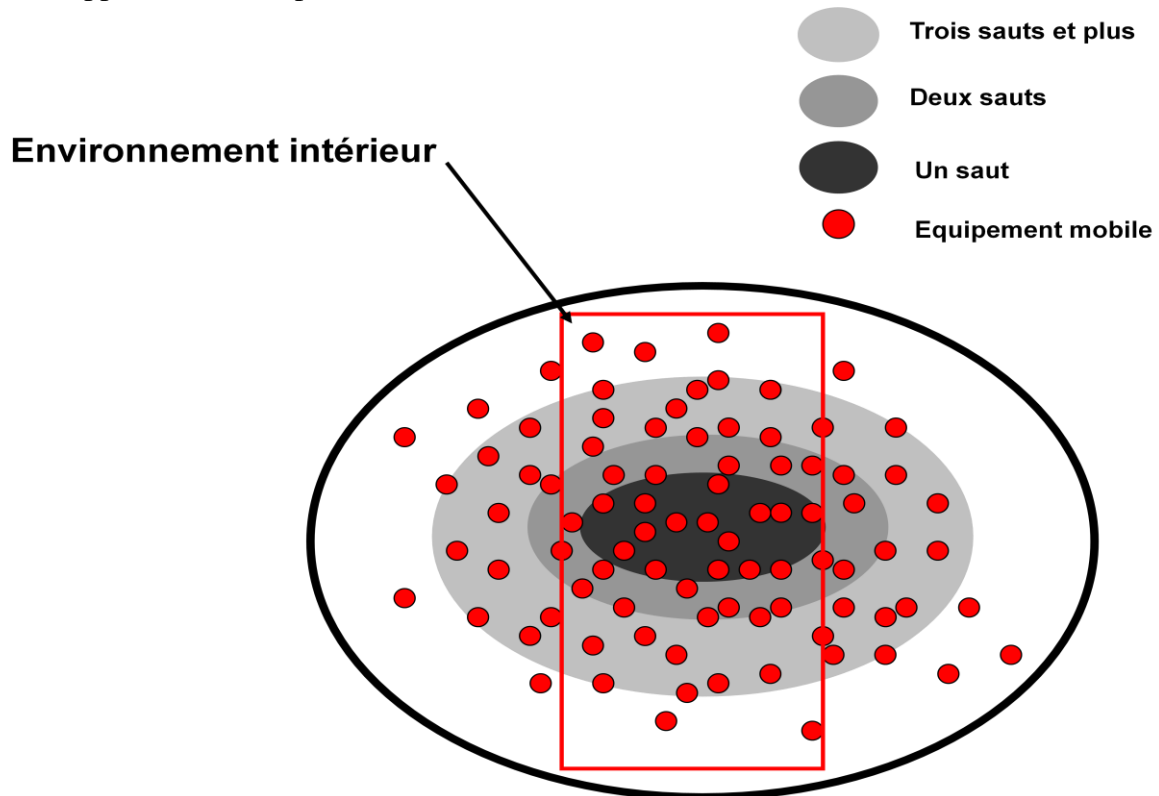 Trois sauts et plus
Deux sauts
Environnement intérieur
Un saut
Equipement mobile